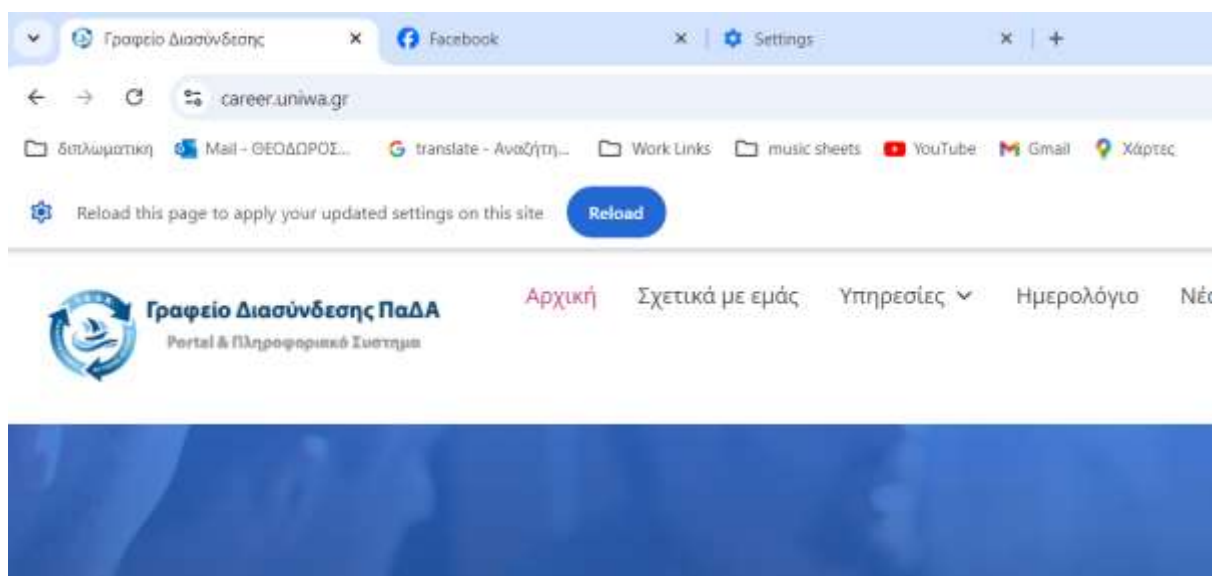 Γραφείο Διασύνδεσης Facebook Settings
career.uniwa.gr
διπλωματικη Mail - ΘΕΟΔΩΡΟΣ... translate - Αναζήτη... Work Links music sheets YouTube Gmail Χάρτες
Reload this page to apply your updated settings on this site Reload
Αρχική Σχετικά με εμάς Υπηρεσίες Ημερολόγιο Νέα
Γραφείο Διασύνδεσης ΠαΔΑ
Portal & Πληροφοριακό Συστημα